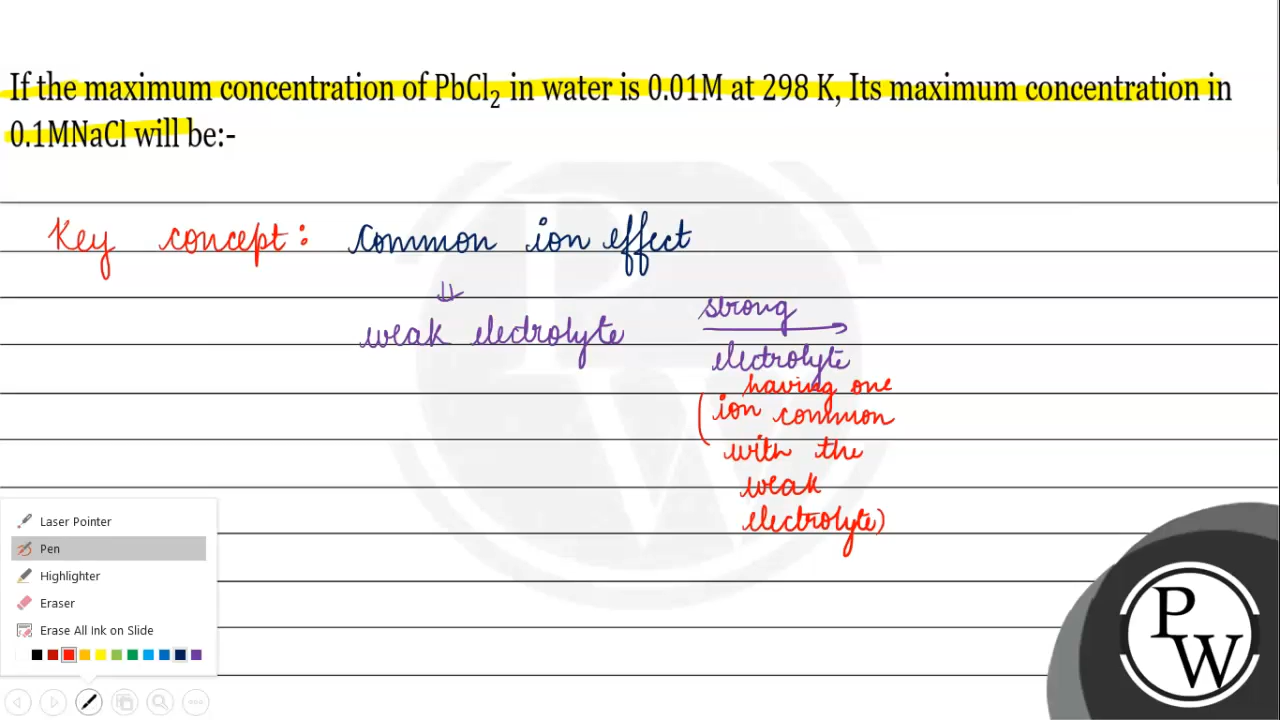 If the maximum concentration of PbCl₂ in water is 0.01M at 298 K, Its maximum concentration in
0.1MNaCl will be:-
Key concept: Common ion effect
⇓
weak electrolyte
strong
electrolyte
having one
(ion common
with the
weak
electrolyte)
Laser Pointer
Pen
Highlighter
Eraser
Erase All Ink on Slide
P
W
P
W